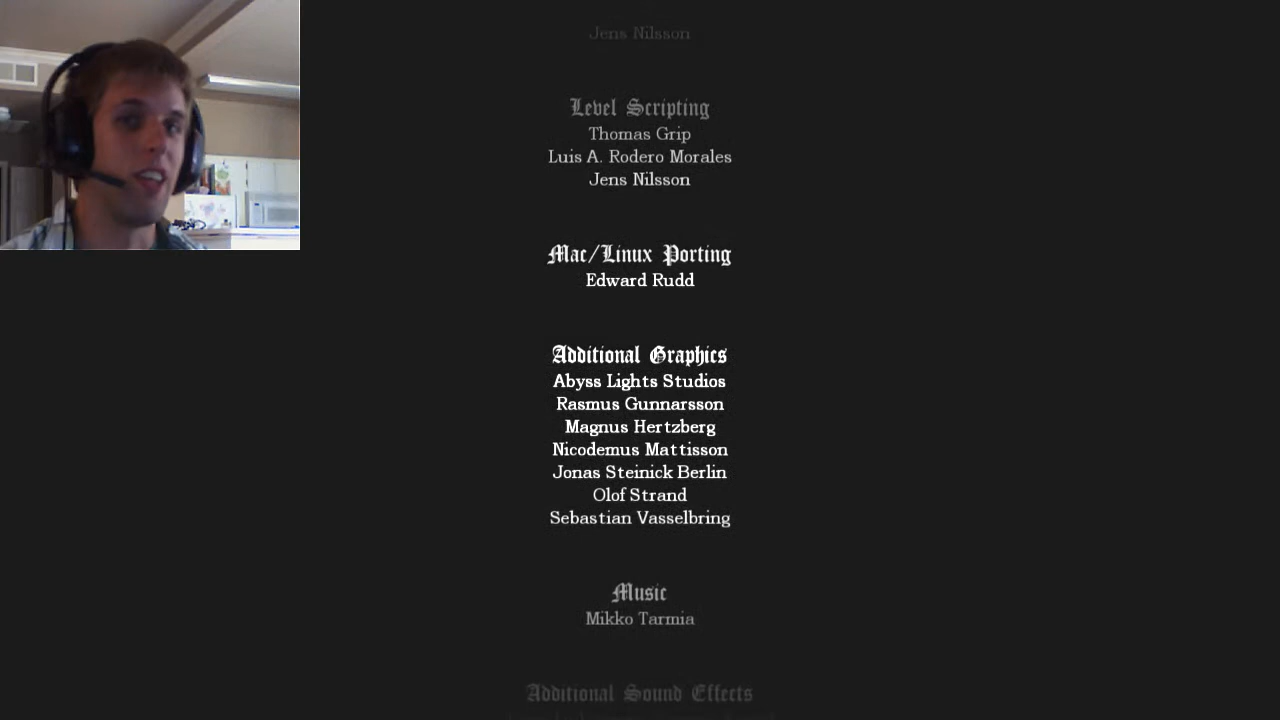 Jens Nilsson
Level Scripting
Thomas Grip
Luis A. Rodero Morales
Jens Nilsson
Mac/Linux Porting
Edward Rudd
Additional Graphics
Abyss Lights Studios
Rasmus Gunnarsson
Magnus Hertzberg
Nicodemus Mattisson
Jonas Steinick Berlin
Olof Strand
Sebastian Vasselbring
Music
Mikko Tarmia
Additional Sound Effects